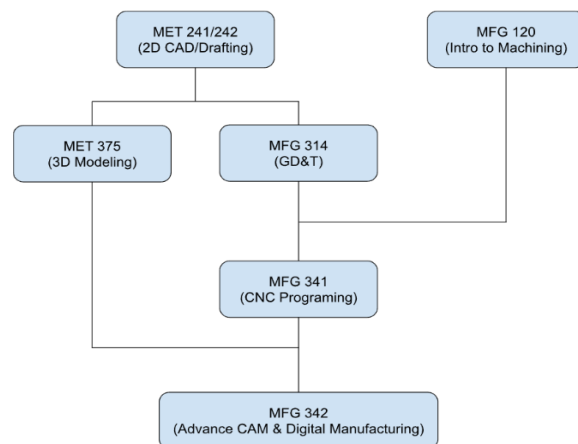 MET 241/242
(2D CAD/Drafting)
MFG 120
(Intro to Machining)
MET 375
(3D Modeling)
MFG 314
(GD&T)
MFG 341
(CNC Programing)
MFG 342
(Advance CAM & Digital Manufacturing)